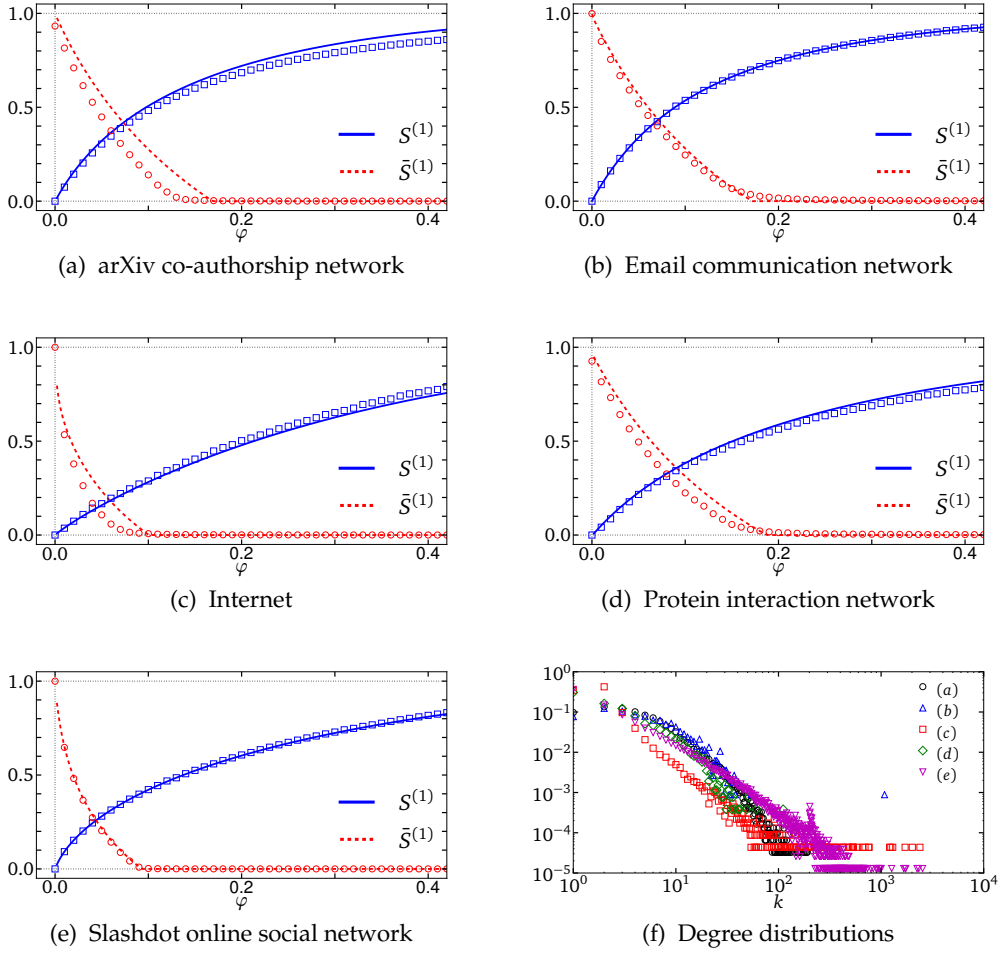 1.0
0.5
0.0
0.0
0.2
0.4
φ
S(1)
S̄(1)
(a) arXiv co-authorship network
1.0
0.5
0.0
0.0
0.2
0.4
φ
S(1)
S̄(1)
(b) Email communication network
1.0
0.5
0.0
0.0
0.2
0.4
φ
S(1)
S̄(1)
(c) Internet
1.0
0.5
0.0
0.0
0.2
0.4
φ
S(1)
S̄(1)
(d) Protein interaction network
1.0
0.5
0.0
0.0
0.2
0.4
φ
S(1)
S̄(1)
(e) Slashdot online social network
10^0
10^−1
10^−2
10^−3
10^−4
10^−5
10^0
10^1
10^2
10^3
10^4
k
(a)
(b)
(c)
(d)
(e)
(f) Degree distributions